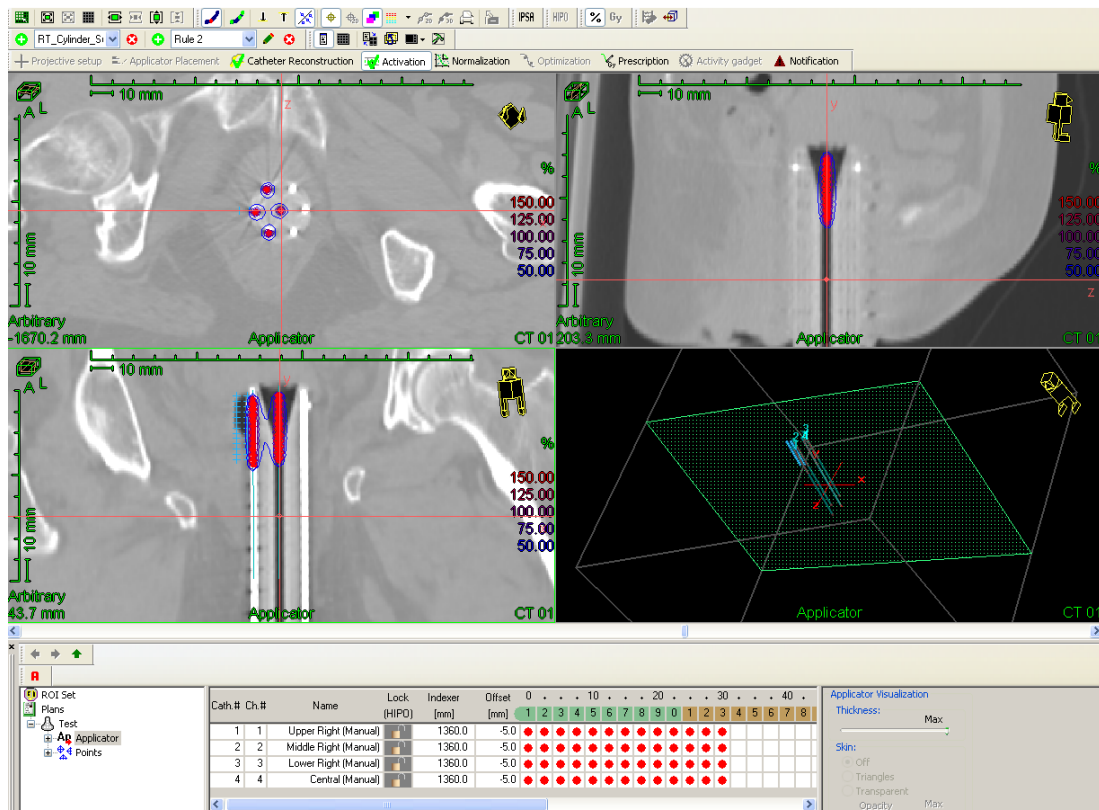 IPSA HIPO % Gy
RT_Cylinder_Su Rule 2
Projective setup Applicator Placement Catheter Reconstruction Activation Normalization Optimization Prescription Activity gadget Notification
10 mm
A L
z
%
150.00
125.00
100.00
75.00
50.00
10 mm
Arbitrary
-1670.2 mm
Applicator
CT 01
10 mm
A L
y
%
150.00
125.00
100.00
75.00
50.00
10 mm
z
Arbitrary
203.3 mm
Applicator
CT 01
10 mm
A L
y
%
150.00
125.00
100.00
75.00
50.00
10 mm
Arbitrary
43.7 mm
Applicator
CT 01
x
z
Applicator
CT 01
ROI Set
Plans
Test
Applicator
Points
Cath.# Ch.# Name Lock (HIPO) Indexer [mm] Offset [mm] 0 10 20 30 40
1 2 3 4 5 6 7 8 9 0 1 2 3 4 5 6 7 8
1 1 Upper Right (Manual) 1360.0 -5.0
2 2 Middle Right (Manual) 1360.0 -5.0
3 3 Lower Right (Manual) 1360.0 -5.0
4 4 Central (Manual) 1360.0 -5.0
Applicator Visualization
Thickness:
Max
Skin:
Off
Triangles
Transparent
Opacity Max